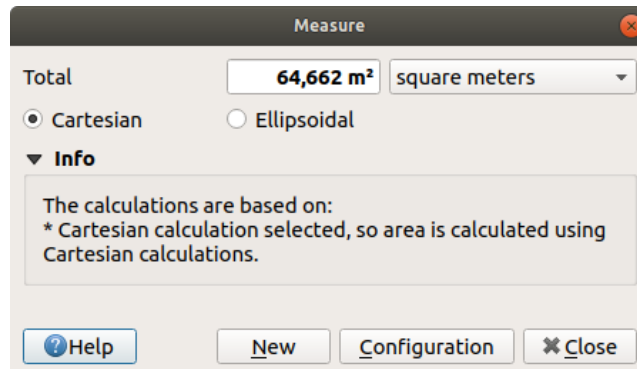 Measure
Total 64,662 m² square meters
Cartesian Ellipsoidal
Info
The calculations are based on:
* Cartesian calculation selected, so area is calculated using
Cartesian calculations.
Help New Configuration Close